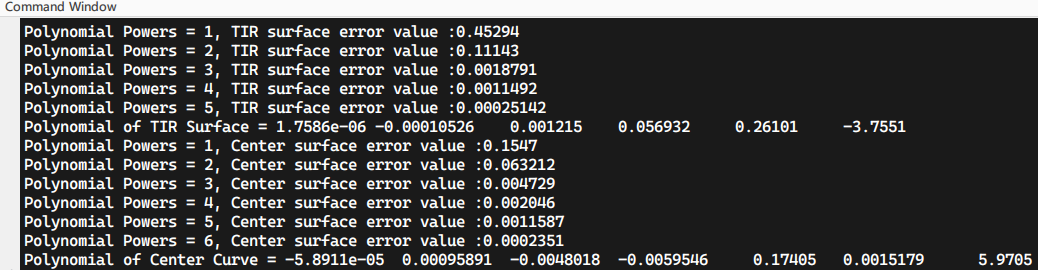 Command Window
Polynomial Powers = 1, TIR surface error value :0.45294
Polynomial Powers = 2, TIR surface error value :0.11143
Polynomial Powers = 3, TIR surface error value :0.0018791
Polynomial Powers = 4, TIR surface error value :0.0011492
Polynomial Powers = 5, TIR surface error value :0.00025142
Polynomial of TIR Surface = 1.7586e-06 -0.00010526 0.001215 0.056932 0.26101 -3.7551
Polynomial Powers = 1, Center surface error value :0.1547
Polynomial Powers = 2, Center surface error value :0.063212
Polynomial Powers = 3, Center surface error value :0.004729
Polynomial Powers = 4, Center surface error value :0.002046
Polynomial Powers = 5, Center surface error value :0.0011587
Polynomial Powers = 6, Center surface error value :0.0002351
Polynomial of Center Curve = -5.8911e-05 0.00095891 -0.0048018 -0.0059546 0.17405 0.0015179 5.9705